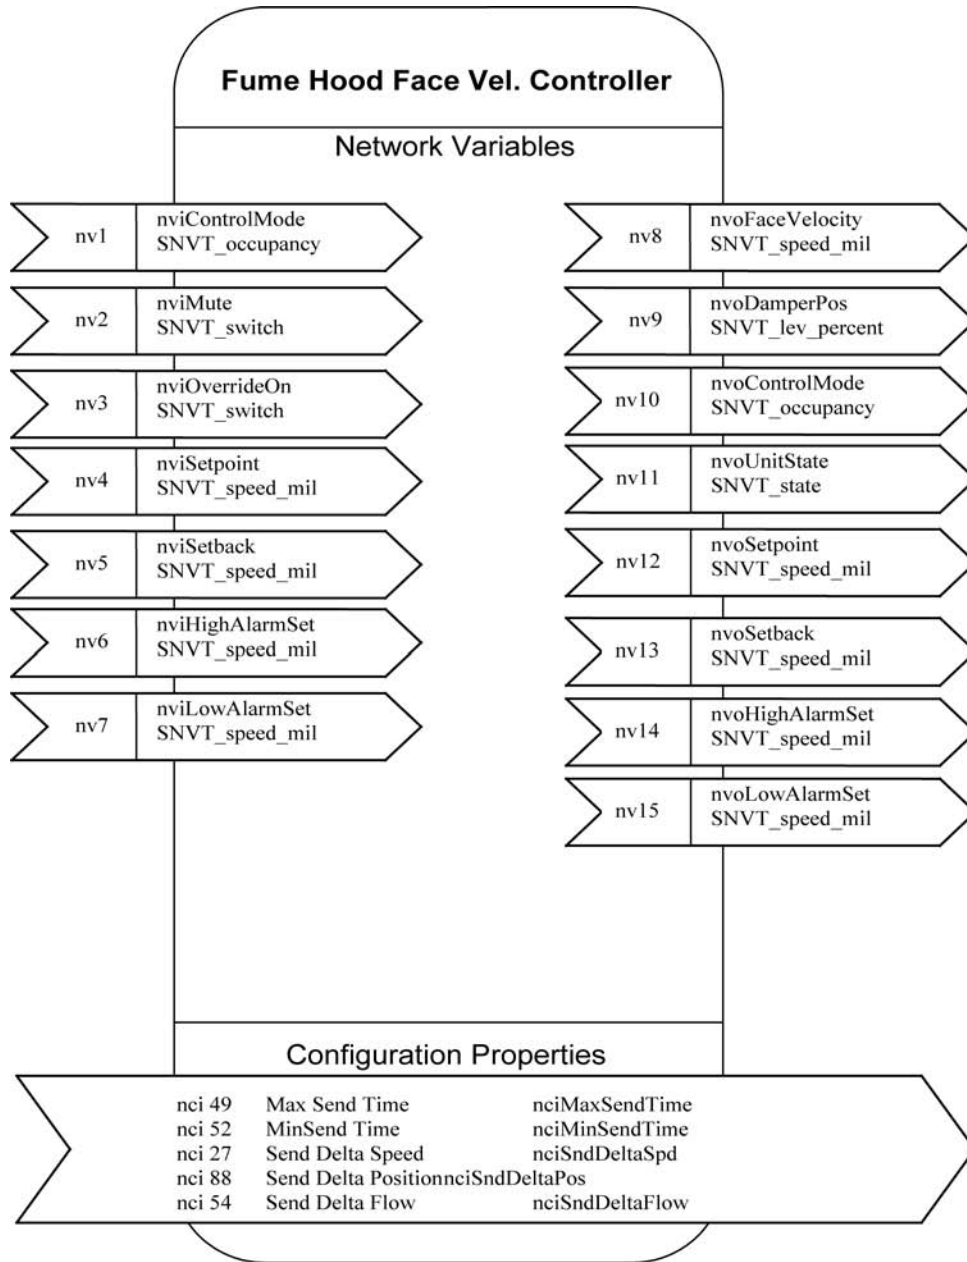 Fume Hood Face Vel. Controller
Network Variables
nv1
nviControlMode
SNVT_occupancy
nv2
nviMute
SNVT_switch
nv3
nviOverrideOn
SNVT_switch
nv4
nviSetpoint
SNVT_speed_mil
nv5
nviSetback
SNVT_speed_mil
nv6
nviHighAlarmSet
SNVT_speed_mil
nv7
nviLowAlarmSet
SNVT_speed_mil
nv8
nvoFaceVelocity
SNVT_speed_mil
nv9
nvoDamperPos
SNVT_lev_percent
nv10
nvoControlMode
SNVT_occupancy
nv11
nvoUnitState
SNVT_state
nv12
nvoSetpoint
SNVT_speed_mil
nv13
nvoSetback
SNVT_speed_mil
nv14
nvoHighAlarmSet
SNVT_speed_mil
nv15
nvoLowAlarmSet
SNVT_speed_mil
Configuration Properties
nci 49 Max Send Time nciMaxSendTime
nci 52 MinSend Time nciMinSendTime
nci 27 Send Delta Speed nciSndDeltaSpd
nci 88 Send Delta PositionnciSndDeltaPos
nci 54 Send Delta Flow nciSndDeltaFlow